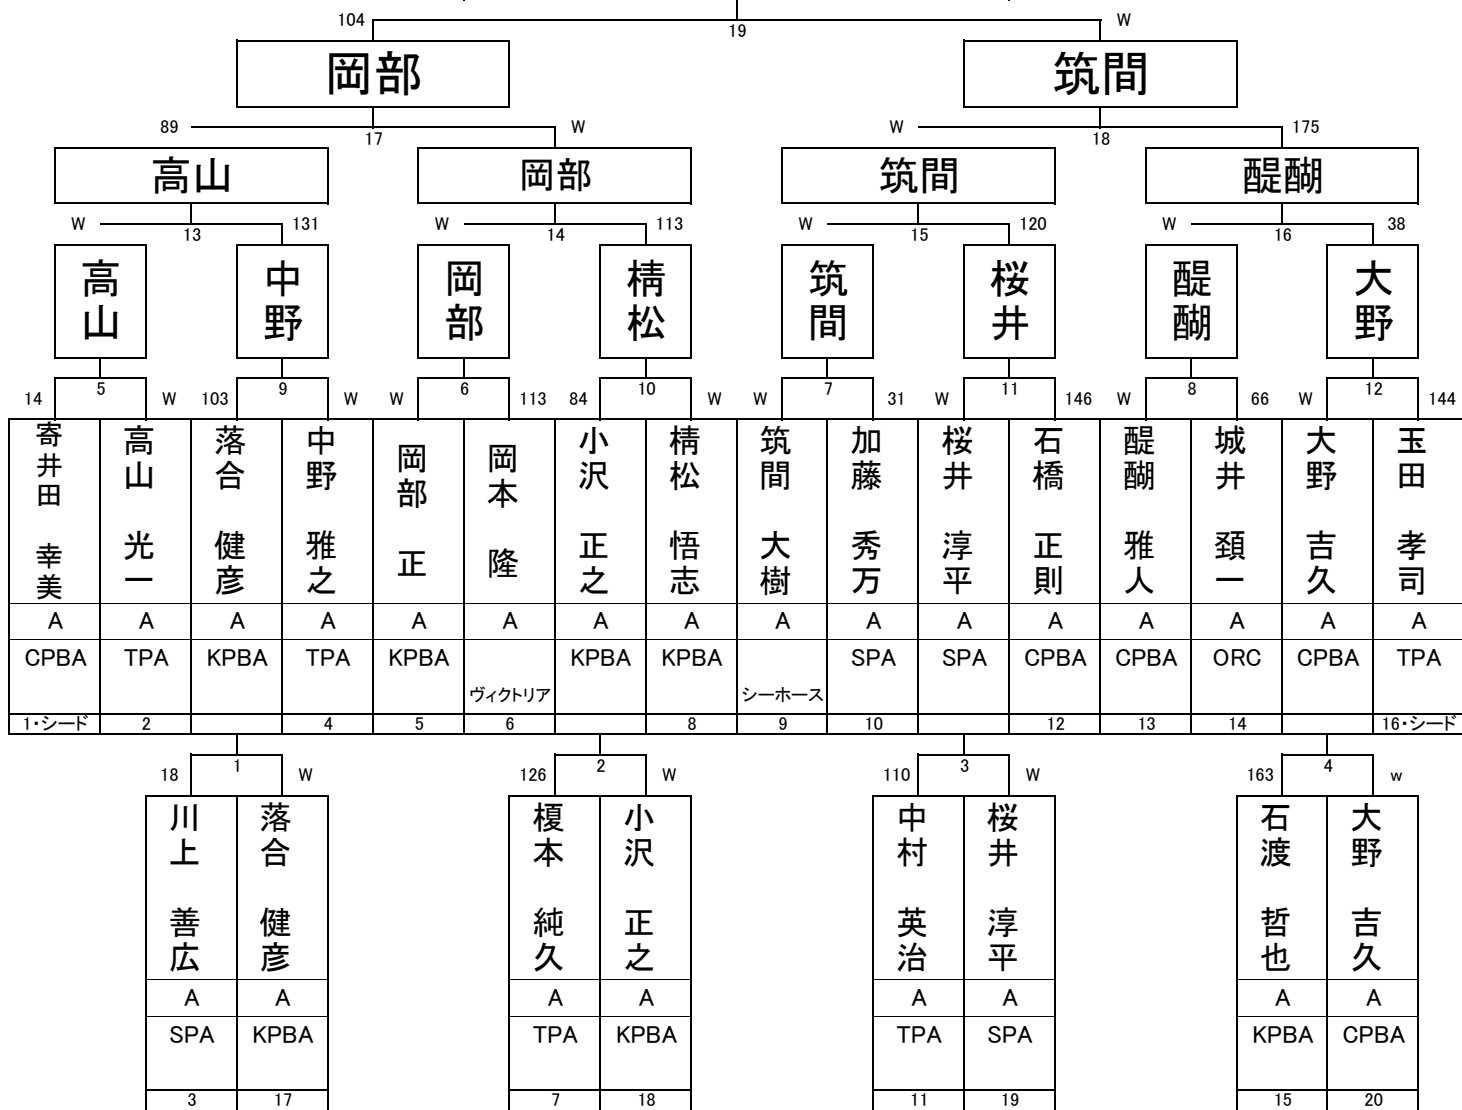 104 W
19
岡部 筑間
89 W W 175
17 18
高山 岡部 筑間 醍醐
W 131 W 113 W 120 W 38
13 14 15 16
高山 中野 岡部 棈松 筑間 桜井 醍醐 大野
5 9 6 10 7 11 8 12
14 W 103 W W 113 84 W W 31 W 146 W 66 W 144
寄井田 幸美 高山 光一 落合 健彦 中野 雅之 岡部 正 岡本 隆 小沢 正之 棈松 悟志 筑間 大樹 加藤 秀万 桜井 淳平 石橋 正則 醍醐 雅人 城井 頚一 大野 吉久 玉田 孝司
A A A A A A A A A A A A A A A A
CPBA TPA KPBA TPA KPBA ヴィクトリア KPBA KPBA シーホース SPA SPA CPBA CPBA ORC CPBA TPA
1・シード 2 4 5 6 8 9 10 12 13 14 16・シード
1 2 3 4
18 W 126 W 110 W 163 w
川上 善広 落合 健彦 榎本 純久 小沢 正之 中村 英治 桜井 淳平 石渡 哲也 大野 吉久
A A A A A A A A
SPA KPBA TPA KPBA TPA SPA KPBA CPBA
3 17 7 18 11 19 15 20